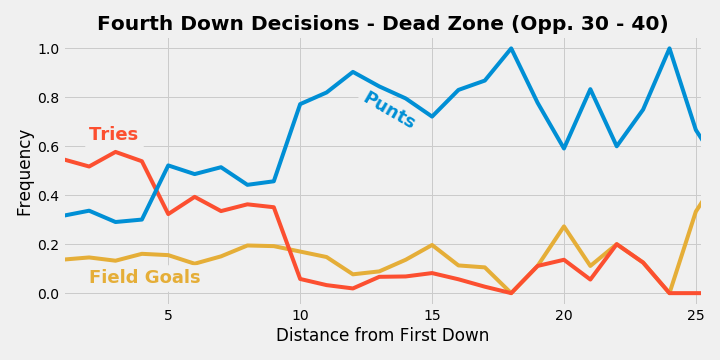 Fourth Down Decisions - Dead Zone (Opp. 30 - 40)
1.0
0.8
0.6
0.4
0.2
0.0
Frequency
Tries
Punts
Field Goals
5
10
15
20
25
Distance from First Down